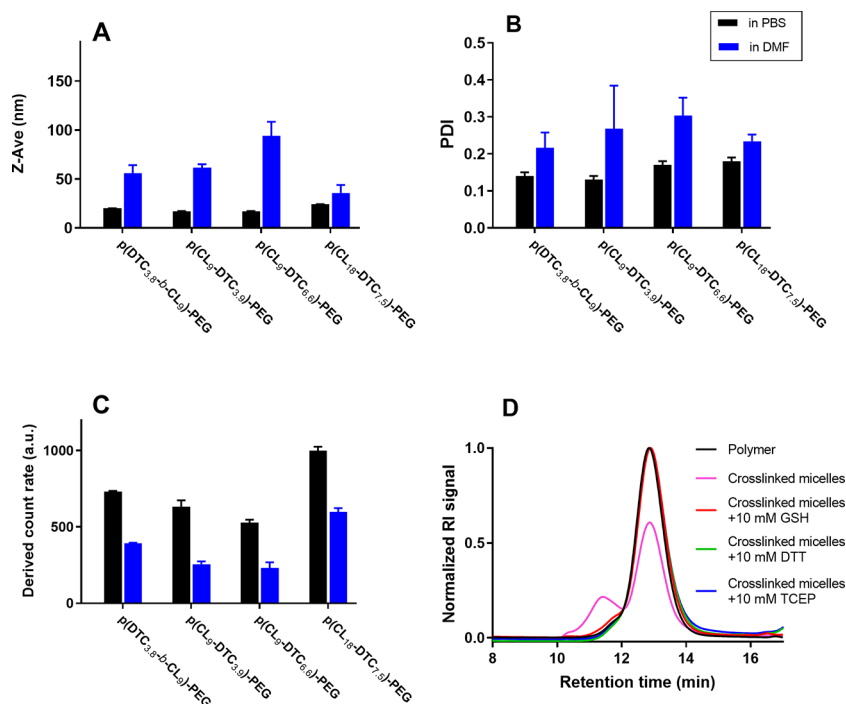 A
Z-Ave (nm)
150
100
50
0
p(DTC3.8-b-CL9)-PEG
p(CL9-DTC3.9)-PEG
p(CL9-DTC6.6)-PEG
p(CL18-DTC7.5)-PEG
B
in PBS
in DMF
PDI
0.5
0.4
0.3
0.2
0.1
0.0
p(DTC3.8-b-CL9)-PEG
p(CL9-DTC3.9)-PEG
p(CL9-DTC6.6)-PEG
p(CL18-DTC7.5)-PEG
C
Derived count rate (a.u.)
1000
500
0
p(DTC3.8-b-CL9)-PEG
p(CL9-DTC3.9)-PEG
p(CL9-DTC6.6)-PEG
p(CL18-DTC7.5)-PEG
D
Normalized RI signal
1.0
0.5
0.0
8
10
12
14
16
Retention time (min)
Polymer
Crosslinked micelles
Crosslinked micelles
+10 mM GSH
Crosslinked micelles
+10 mM DTT
Crosslinked micelles
+10 mM TCEP